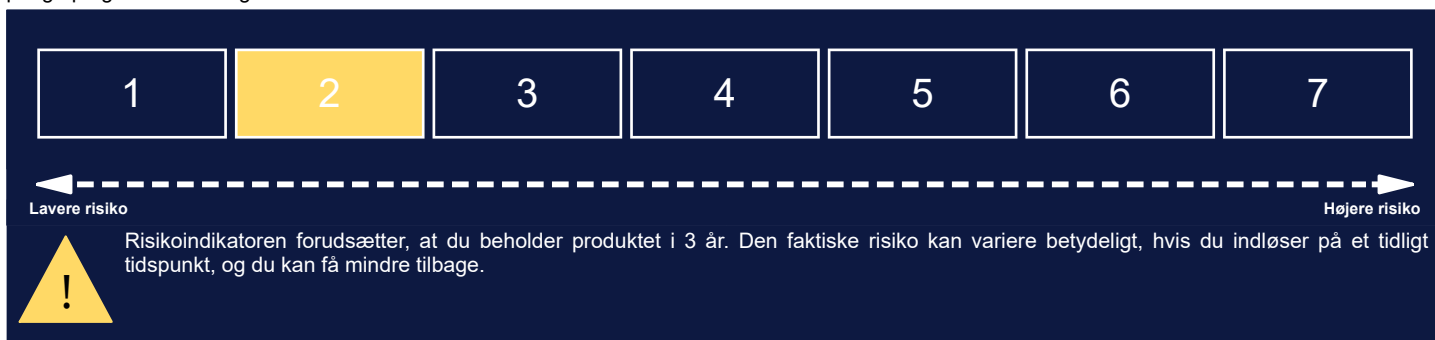 1 2 3 4 5 6 7
Lavere risiko Højere risiko
Risikoindikatoren forudsætter, at du beholder produktet i 3 år. Den faktiske risiko kan variere betydeligt, hvis du indløser på et tidligt
tidspunkt, og du kan få mindre tilbage.
!